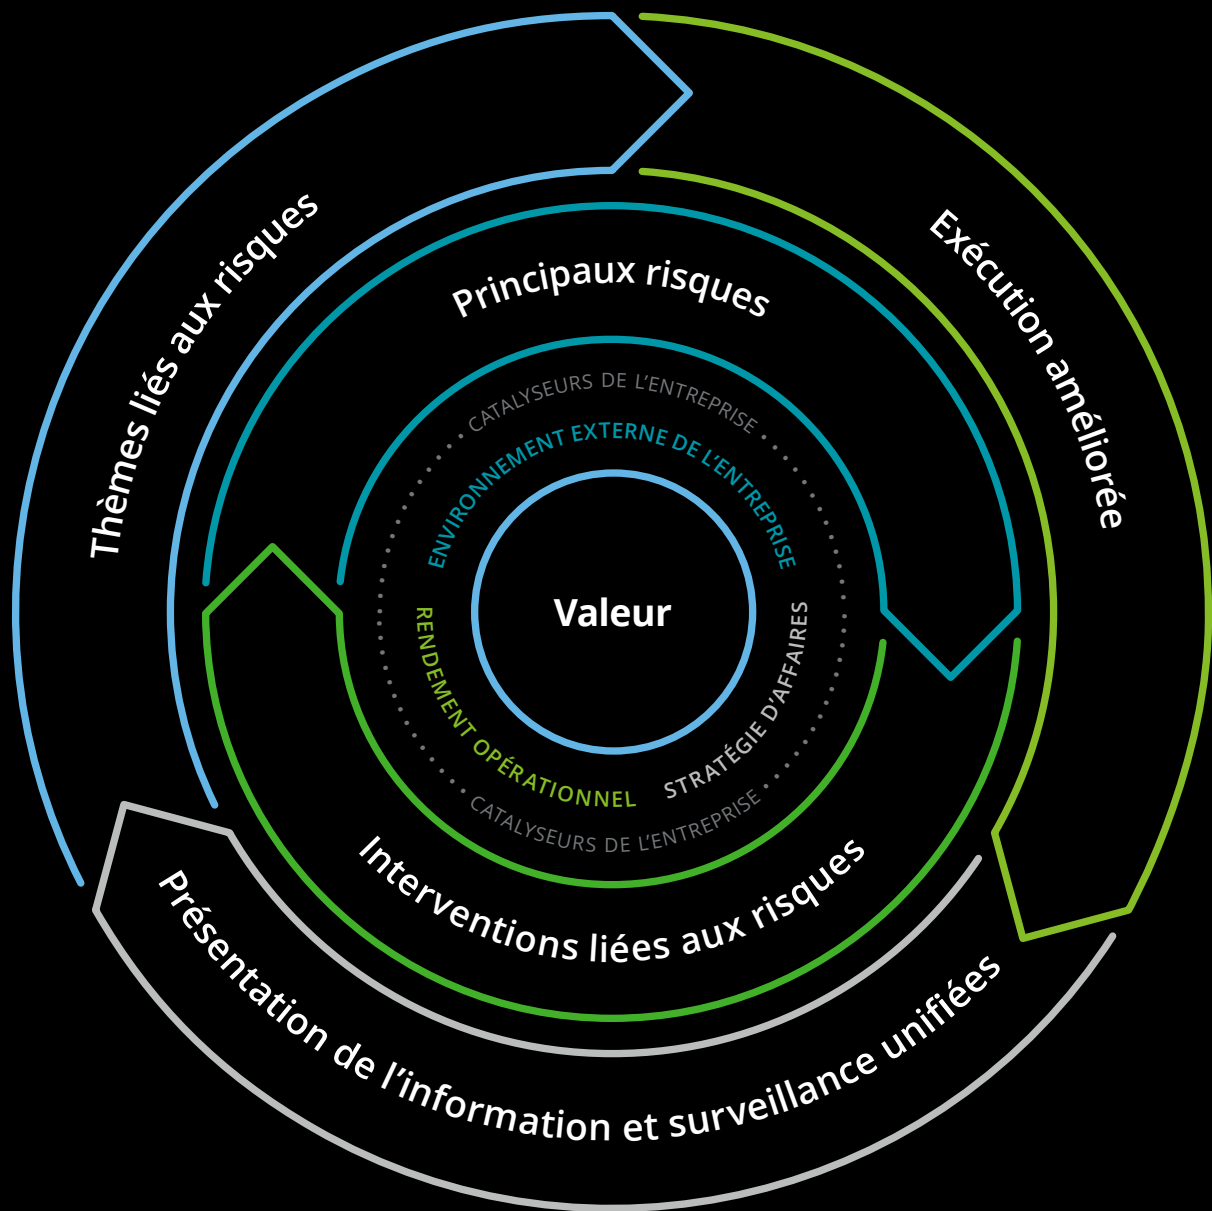 Thèmes liés aux risques
Exécution améliorée
Principaux risques
CATALYSEURS DE L'ENTREPRISE
ENVIRONNEMENT EXTERNE DE L'ENTREPRISE
Valeur
RENDEMENT OPÉRATIONNEL
STRATÉGIE D'AFFAIRES
CATALYSEURS DE L'ENTREPRISE
Interventions liées aux risques
Présentation de l'information et surveillance unifiées